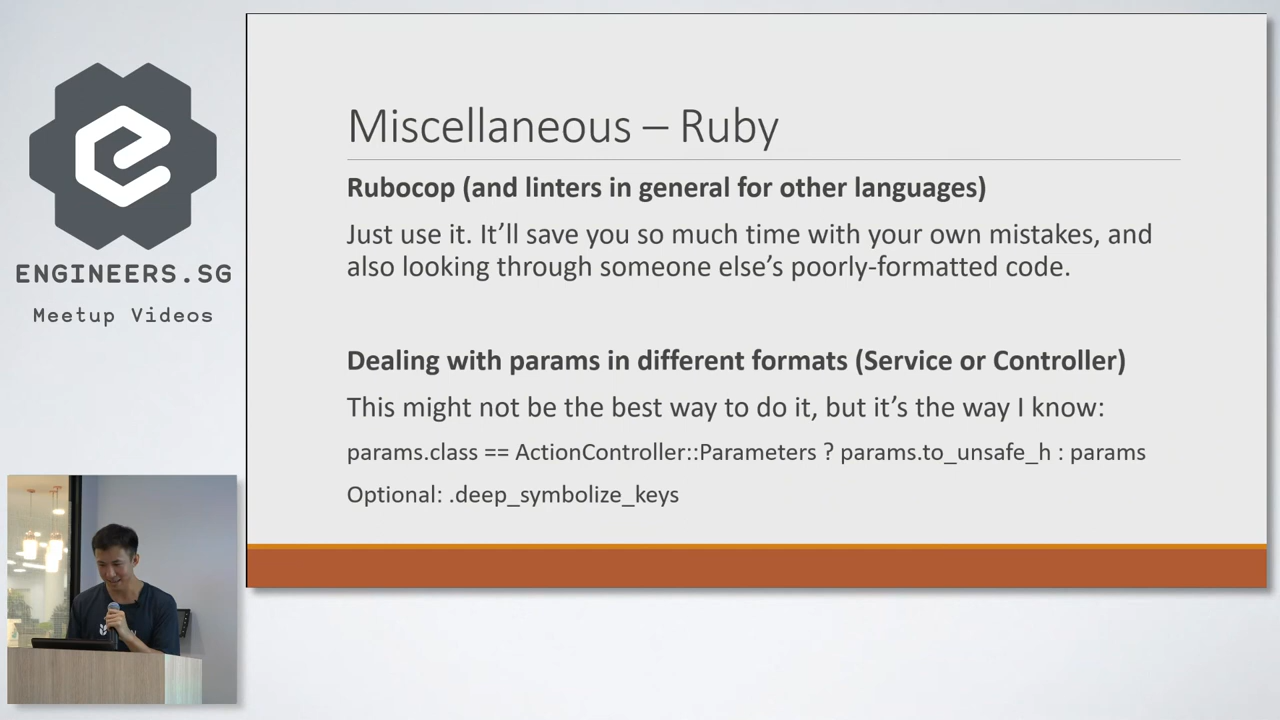 ENGINEERS.SG
Meetup Videos
Miscellaneous – Ruby
Rubocop (and linters in general for other languages)
Just use it. It’ll save you so much time with your own mistakes, and
also looking through someone else’s poorly-formatted code.
Dealing with params in different formats (Service or Controller)
This might not be the best way to do it, but it’s the way I know:
params.class == ActionController::Parameters ? params.to_unsafe_h : params
Optional: .deep_symbolize_keys